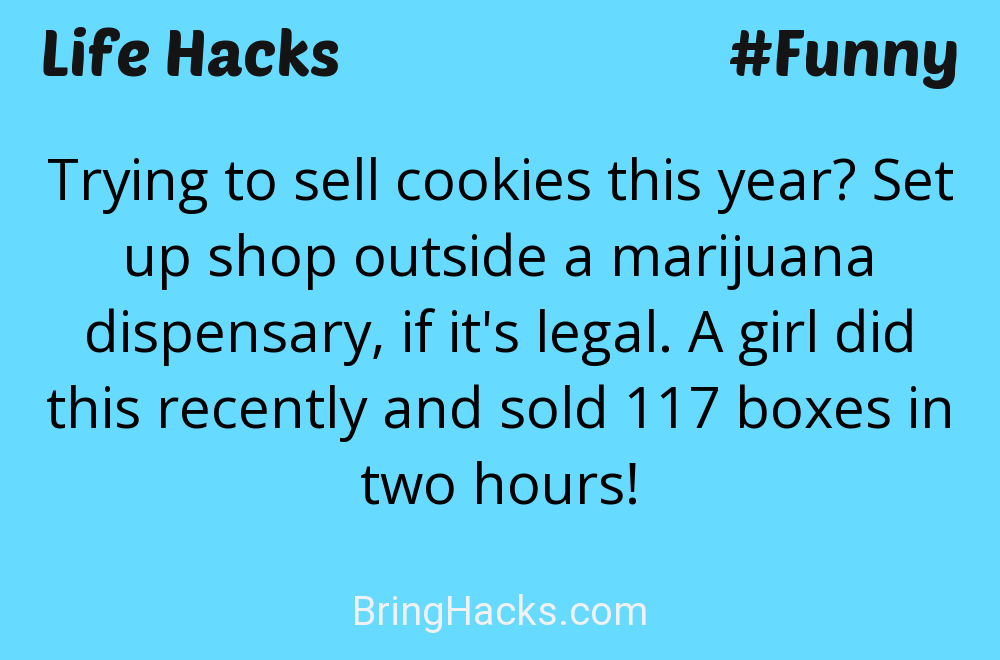 Life Hacks #Funny
Trying to sell cookies this year? Set
up shop outside a marijuana
dispensary, if it's legal. A girl did
this recently and sold 117 boxes in
two hours!
BringHacks.com